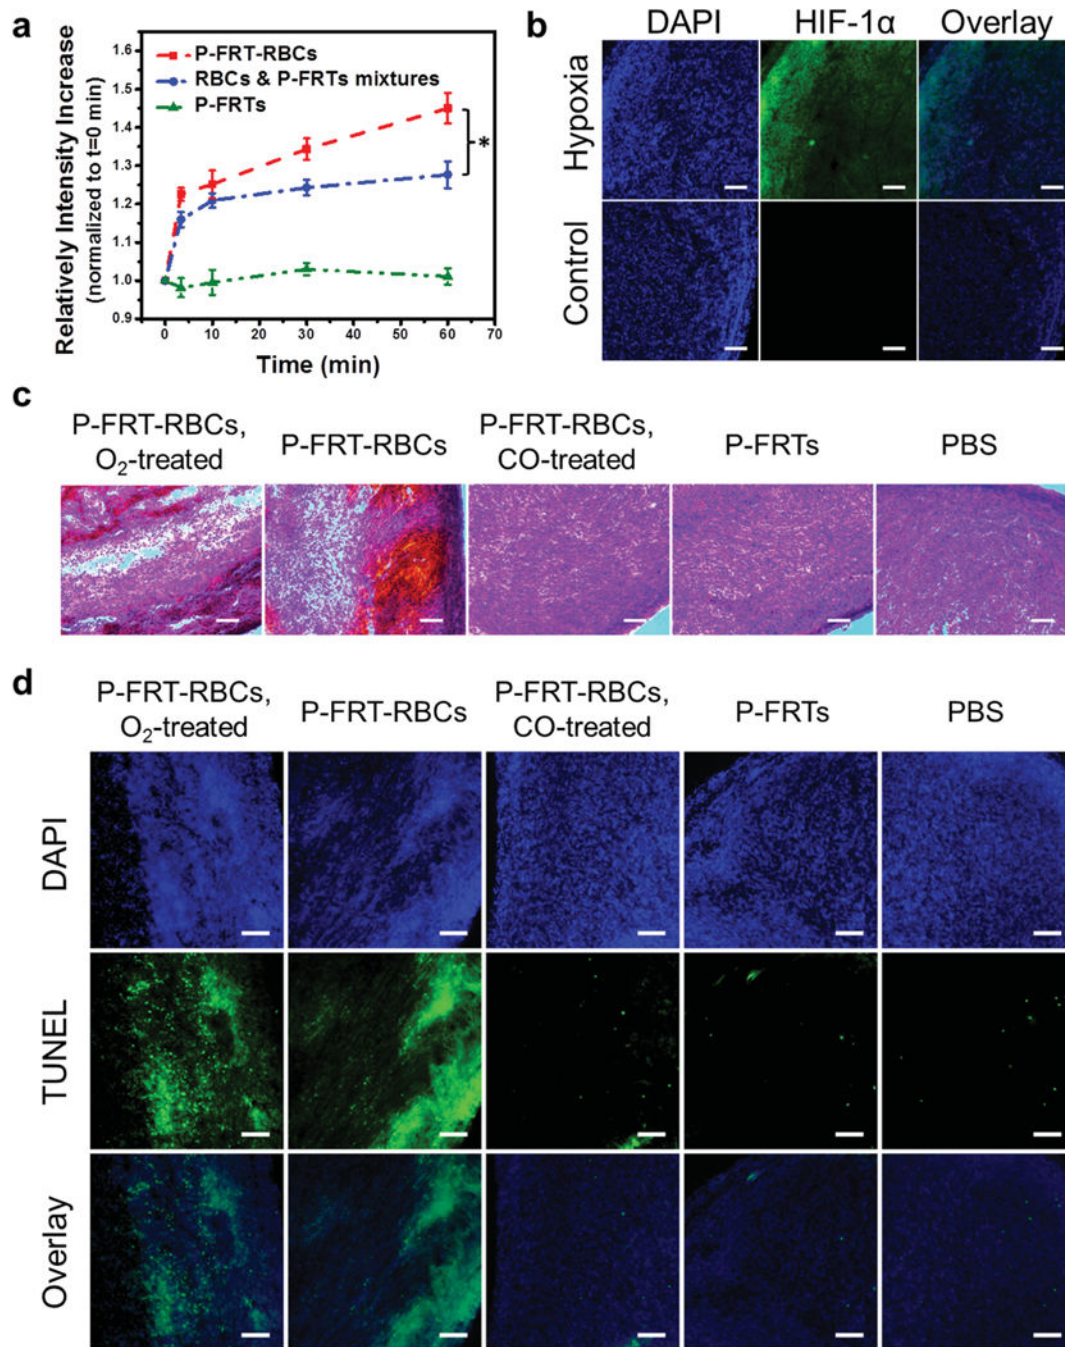 a
Relatively Intensity Increase
(normalized to t=0 min)
1.6
1.5
1.4
1.3
1.2
1.1
1.0
0.9
P-FRT-RBCs
RBCs & P-FRTs mixtures
P-FRTs
*
0 10 20 30 40 50 60 70
Time (min)
b
DAPI HIF-1α Overlay
Hypoxia
Control
c
P-FRT-RBCs,
O₂-treated
P-FRT-RBCs
P-FRT-RBCs,
CO-treated
P-FRTs
PBS
d
P-FRT-RBCs,
O₂-treated
P-FRT-RBCs
P-FRT-RBCs,
CO-treated
P-FRTs
PBS
DAPI
TUNEL
Overlay